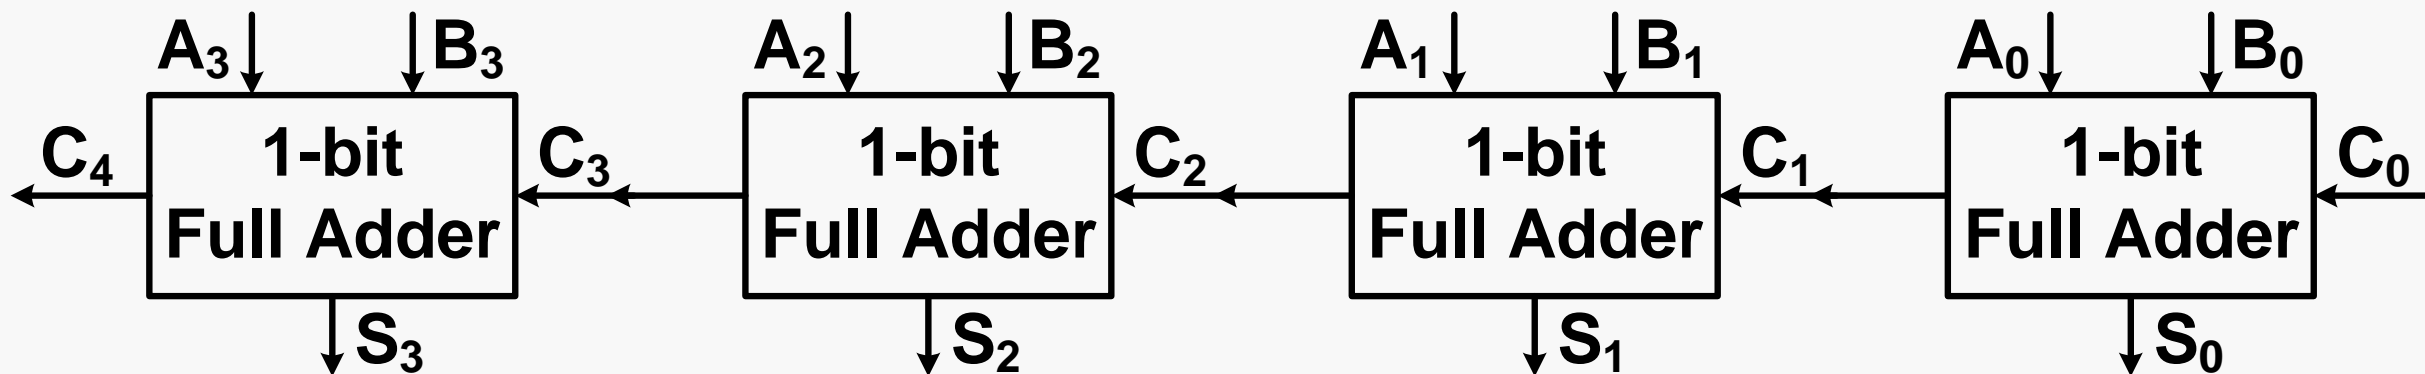 A₃ B₃ A₂ B₂ A₁ B₁ A₀ B₀
C₄ 1-bit C₃ 1-bit C₂ 1-bit C₁ 1-bit C₀
Full Adder Full Adder Full Adder Full Adder
S₃ S₂ S₁ S₀